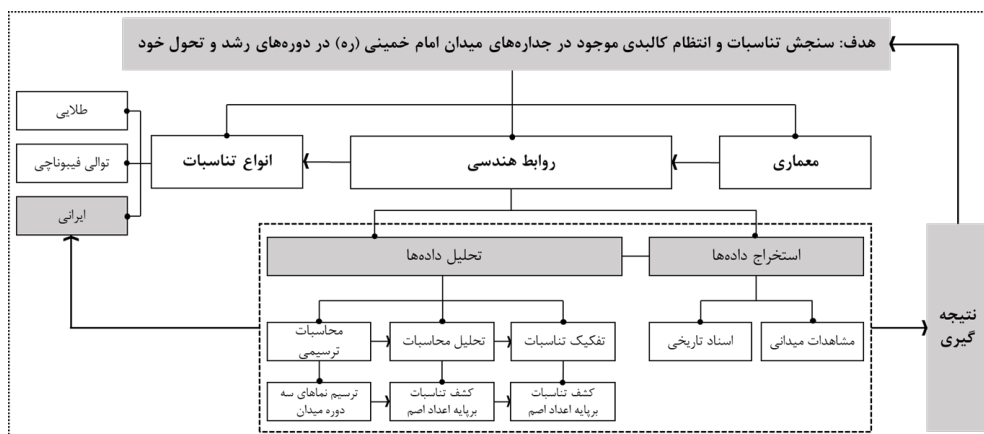 هدف: سنجش تناسبات و انتظام کالبدی موجود در جداره‌های میدان امام خمینی (ره) در دوره‌های رشد و تحول خود
معماری
روابط هندسی
انواع تناسبات
طلایی
توالی فیبوناچی
ایرانی
استخراج داده‌ها
تحلیل داده‌ها
مشاهدات میدانی
اسناد تاریخی
تفکیک تناسبات
تحلیل محاسبات
محاسبات
ترسیمی
کشف تناسبات
برپایه اعداد اصم
کشف تناسبات
برپایه اعداد اصم
ترسیم نماهای سه
دوره میدان
نتیجه
گیری